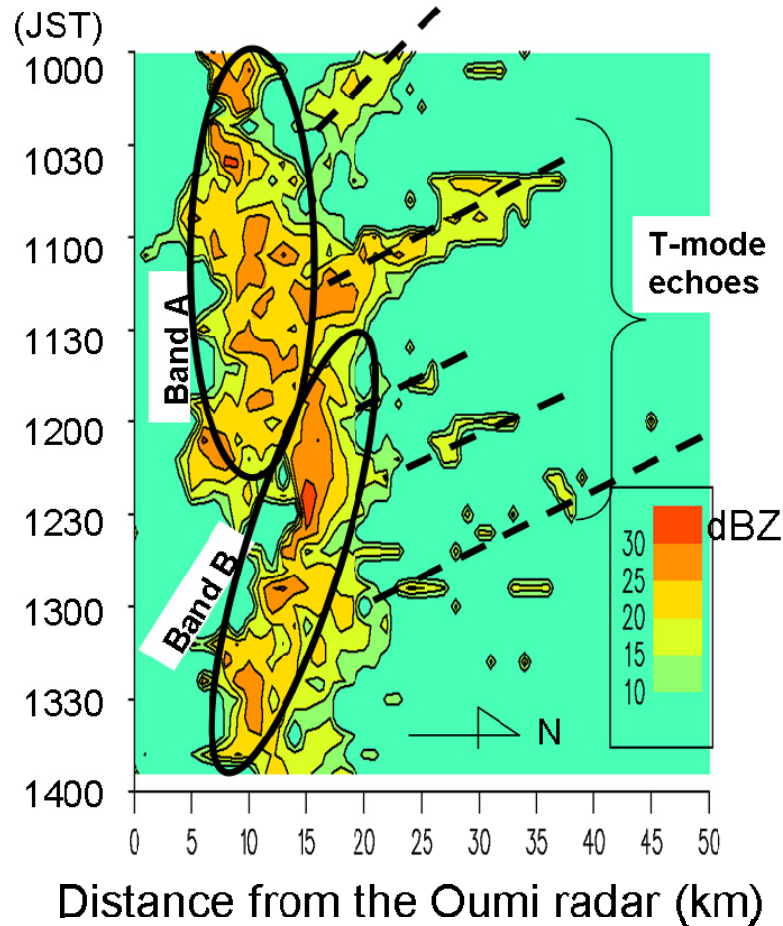 (JST)
1000
1030
1100
1130
1200
1230
1300
1330
1400
Band A
Band B
T-mode
echoes
dBZ
30
25
20
15
10
N
0 5 10 15 20 25 30 35 40 45 50
Distance from the Oumi radar (km)